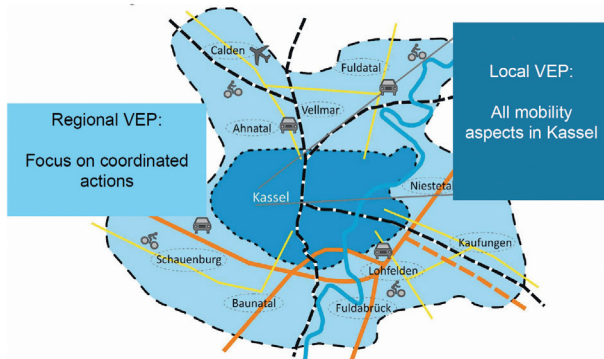 Calden
Fuldatal
Local VEP:
All mobility
aspects in Kassel
Regional VEP:
Focus on coordinated
actions
Vellmar
Ahnatal
Kassel
Schauenburg
Kaufungen
Lohfelden
Baunatal
Fuldabrück